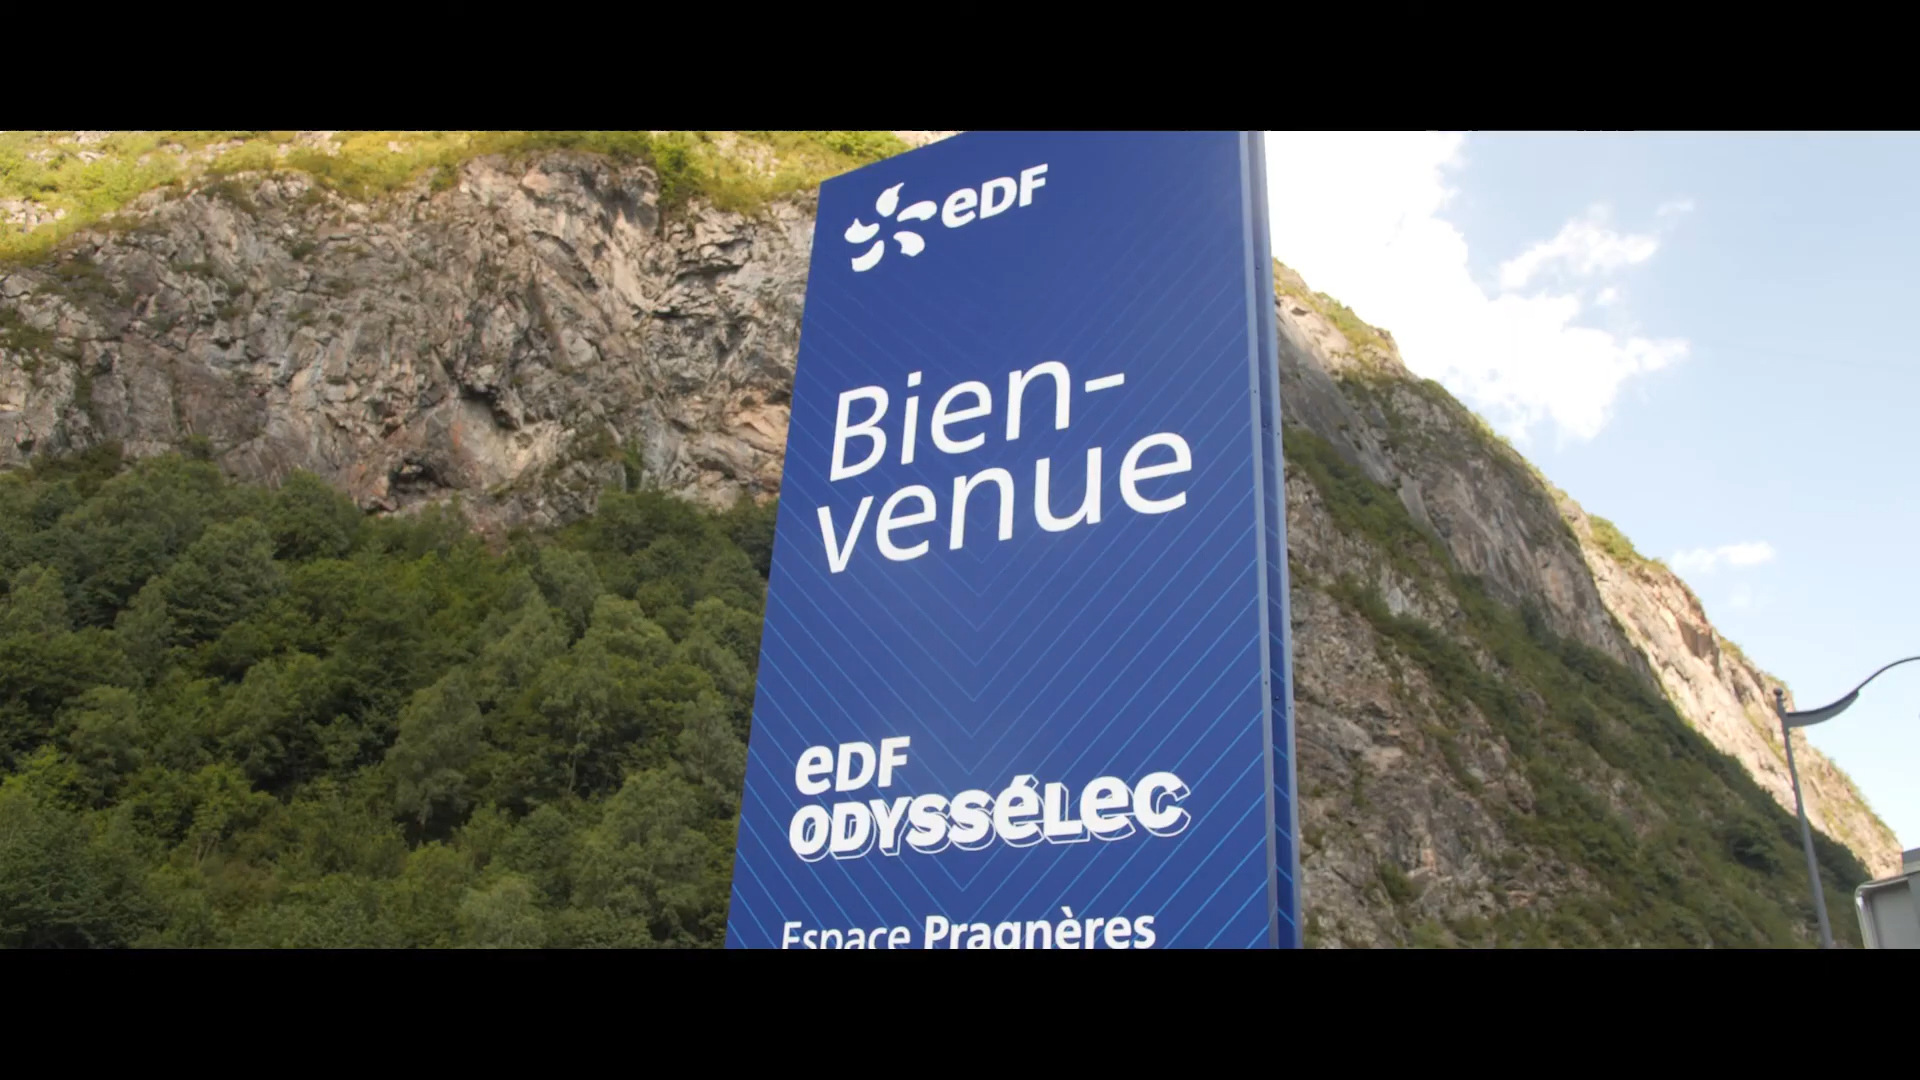 eDF
Bien-
venue
eDF
ODYSSÉLEC
Espace Pragnères